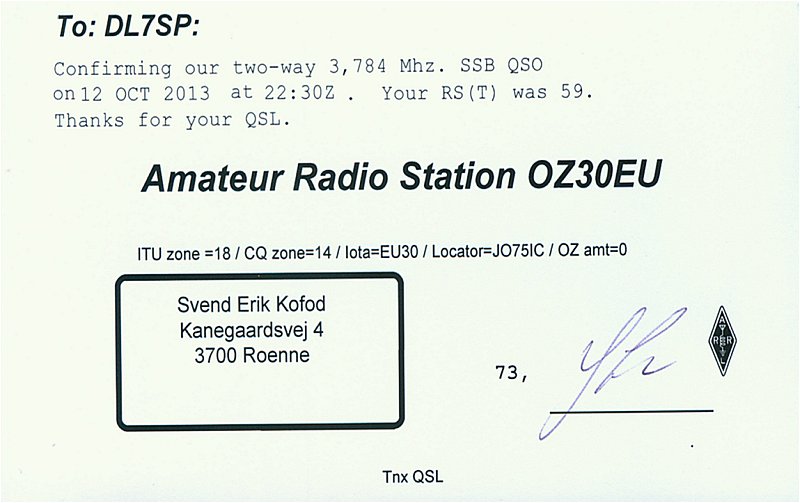 To: DL7SP:
Confirming our two-way 3,784 Mhz. SSB QSO
on 12 OCT 2013 at 22:30Z . Your RS(T) was 59.
Thanks for your QSL.
Amateur Radio Station OZ30EU
ITU zone =18 / CQ zone=14 / Iota=EU30 / Locator=JO75IC / OZ amt=0
Svend Erik Kofod
Kanegaardsvej 4
3700 Roenne
73,
Tnx QSL